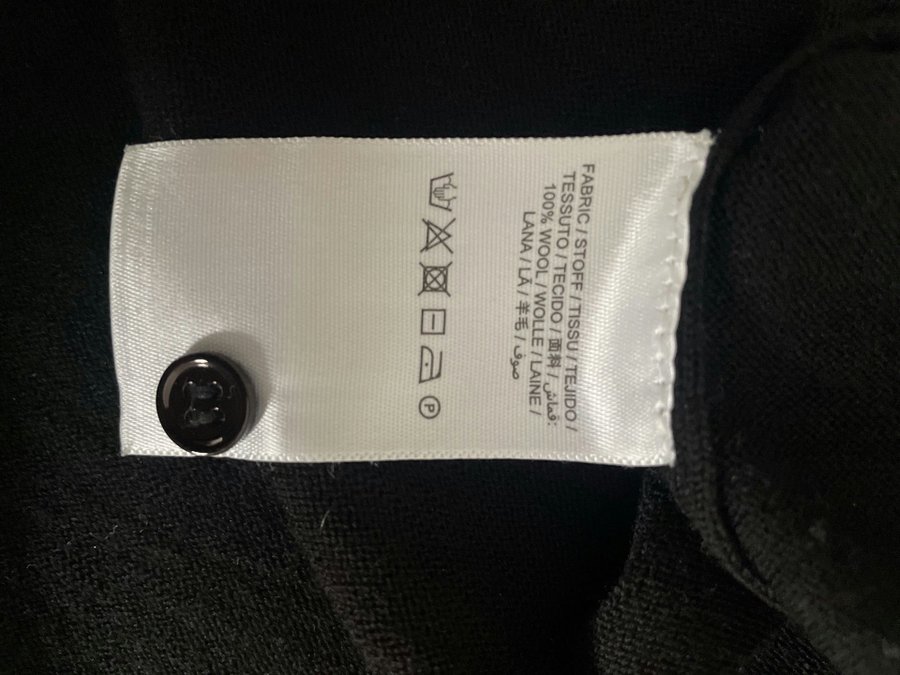 FABRIC / STOFF / TISSU / TEJIDO /
TESSUTO / TECIDO / 面料 / قماش:
100% WOOL / WOLLE / LAINE /
LANA / LÃ / 羊毛 / صوف
P